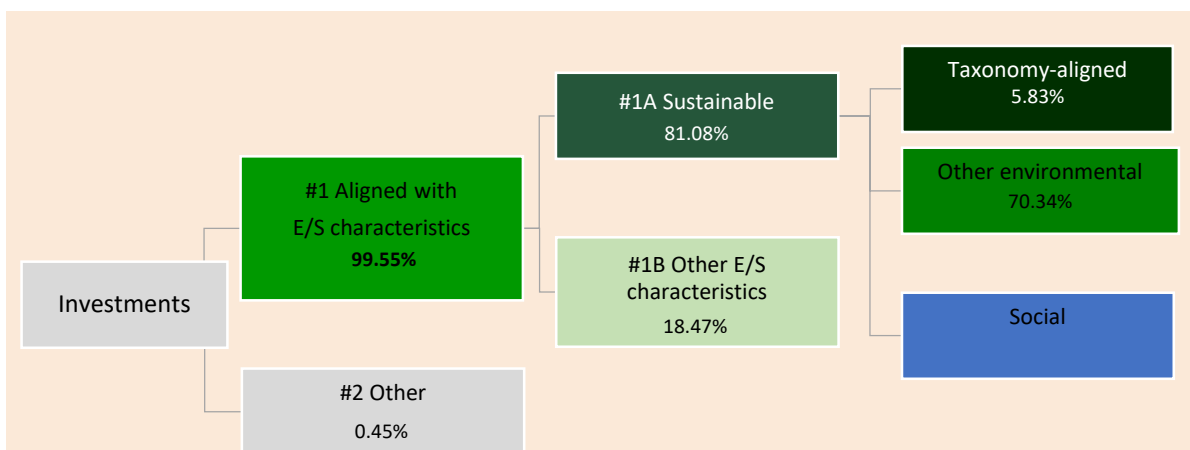 Investments
#1 Aligned with
E/S characteristics
99.55%
#2 Other
0.45%
#1A Sustainable
81.08%
#1B Other E/S
characteristics
18.47%
Taxonomy-aligned
5.83%
Other environmental
70.34%
Social